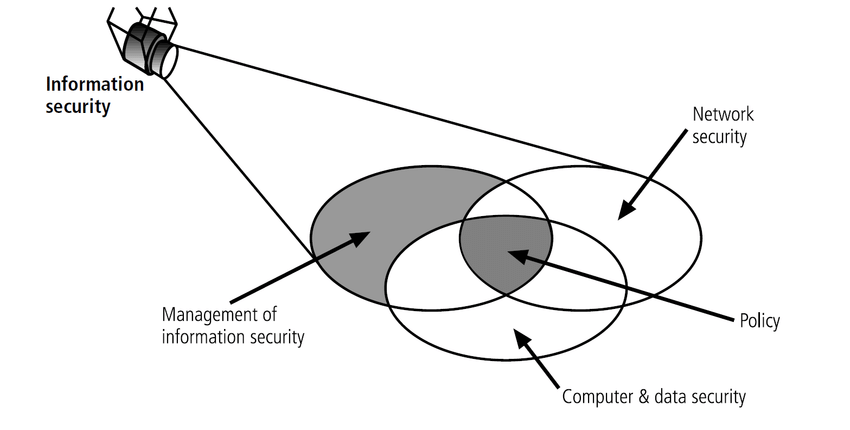 Information
security
Network
security
Management of
information security
Policy
Computer & data security